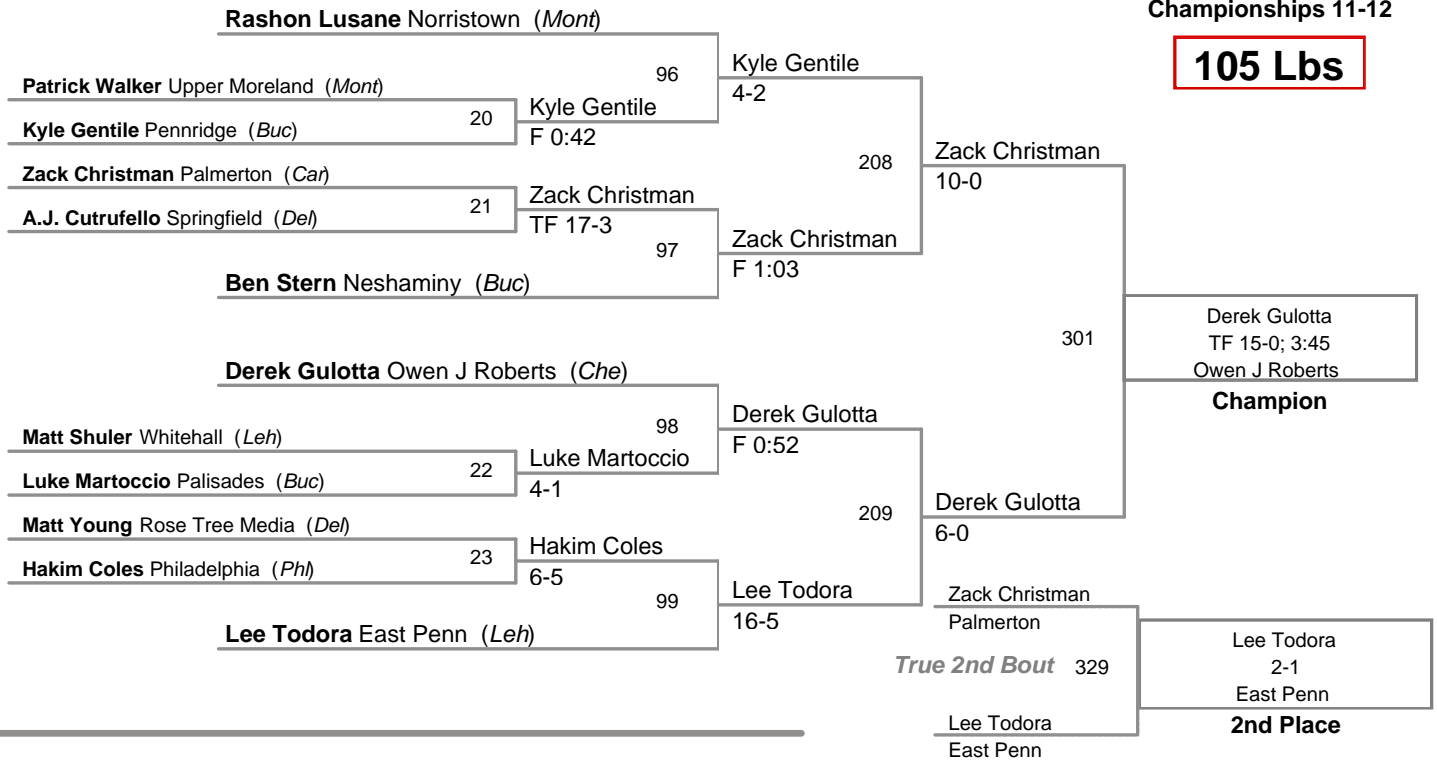 Championships 11-12
105 Lbs
Rashon Lusane Norristown (Mont)
96
Kyle Gentile
4-2
Patrick Walker Upper Moreland (Mont)
20
Kyle Gentile
F 0:42
Kyle Gentile Pennridge (Buc)
208
Zack Christman
10-0
Zack Christman Palmerton (Car)
21
Zack Christman
TF 17-3
A.J. Cutrufello Springfield (Del)
97
Zack Christman
F 1:03
Ben Stern Neshaminy (Buc)
301
Derek Gulotta
TF 15-0; 3:45
Owen J Roberts
Champion
Derek Gulotta Owen J Roberts (Che)
98
Derek Gulotta
F 0:52
Matt Shuler Whitehall (Leh)
22
Luke Martoccio
4-1
Luke Martoccio Palisades (Buc)
209
Derek Gulotta
6-0
Matt Young Rose Tree Media (Del)
23
Hakim Coles
6-5
Hakim Coles Philadelphia (Phl)
99
Lee Todora
16-5
Lee Todora East Penn (Leh)
Zack Christman
Palmerton
True 2nd Bout 329
Lee Todora
East Penn
Lee Todora
2-1
East Penn
2nd Place